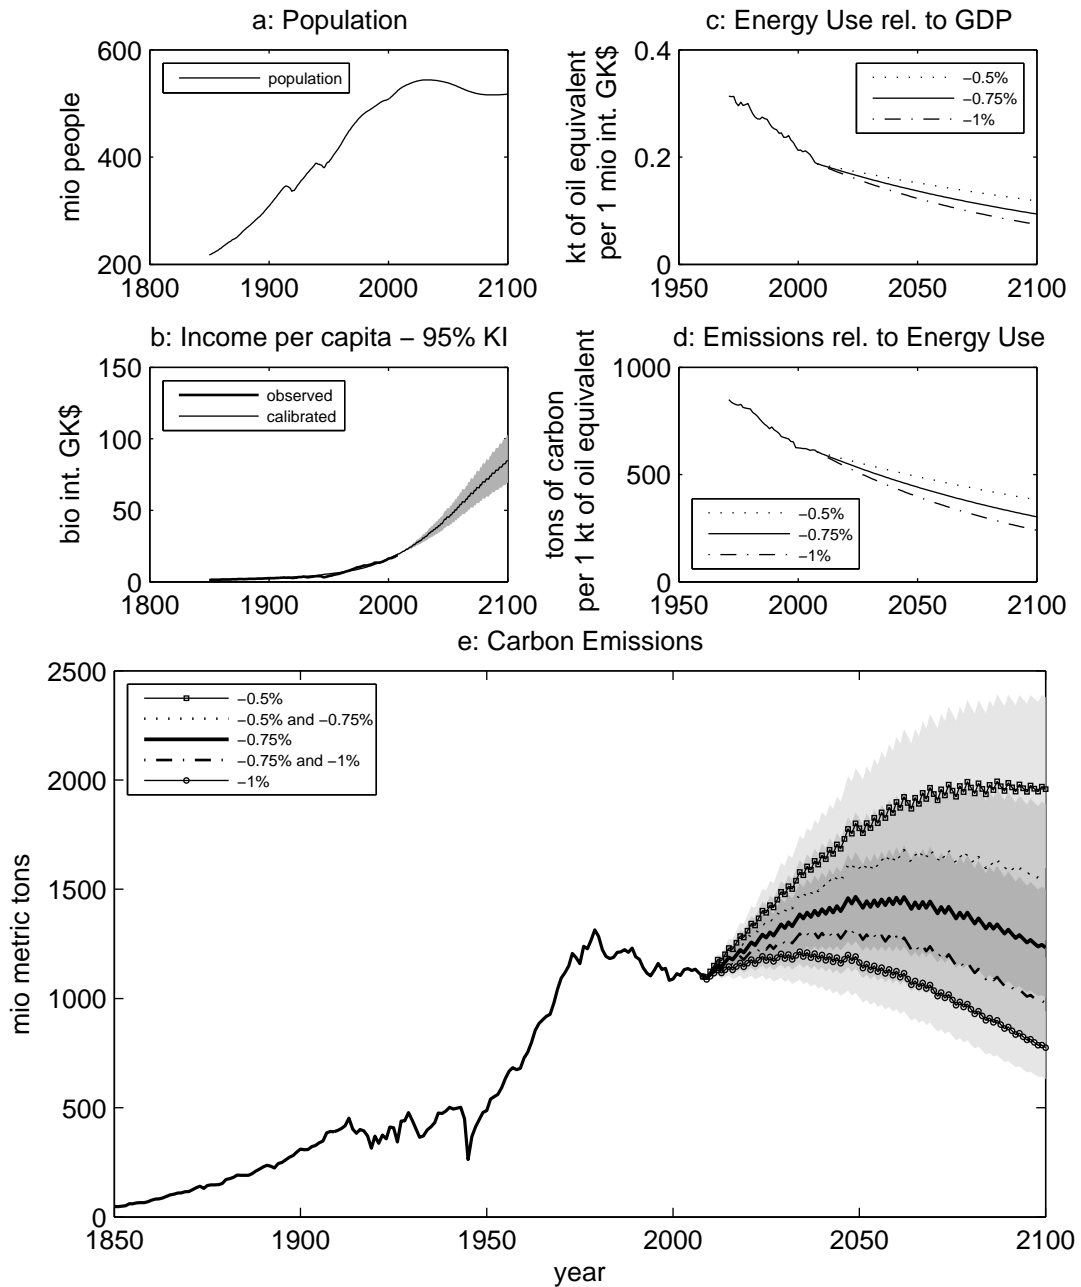 a: Population
600
400
200
mio people
population
1800
1900
2000
2100
c: Energy Use rel. to GDP
0.4
0.2
0
kt of oil equivalent
per 1 mio int. GK$
−0.5%
−0.75%
−1%
1950
2000
2050
2100
b: Income per capita − 95% KI
150
100
50
0
bio int. GK$
observed
calibrated
1800
1900
2000
2100
d: Emissions rel. to Energy Use
1000
500
0
tons of carbon
per 1 kt of oil equivalent
−0.5%
−0.75%
−1%
1950
2000
2050
2100
e: Carbon Emissions
2500
2000
1500
1000
500
0
mio metric tons
−0.5%
−0.5% and −0.75%
−0.75%
−0.75% and −1%
−1%
1850
1900
1950
2000
2050
2100
year